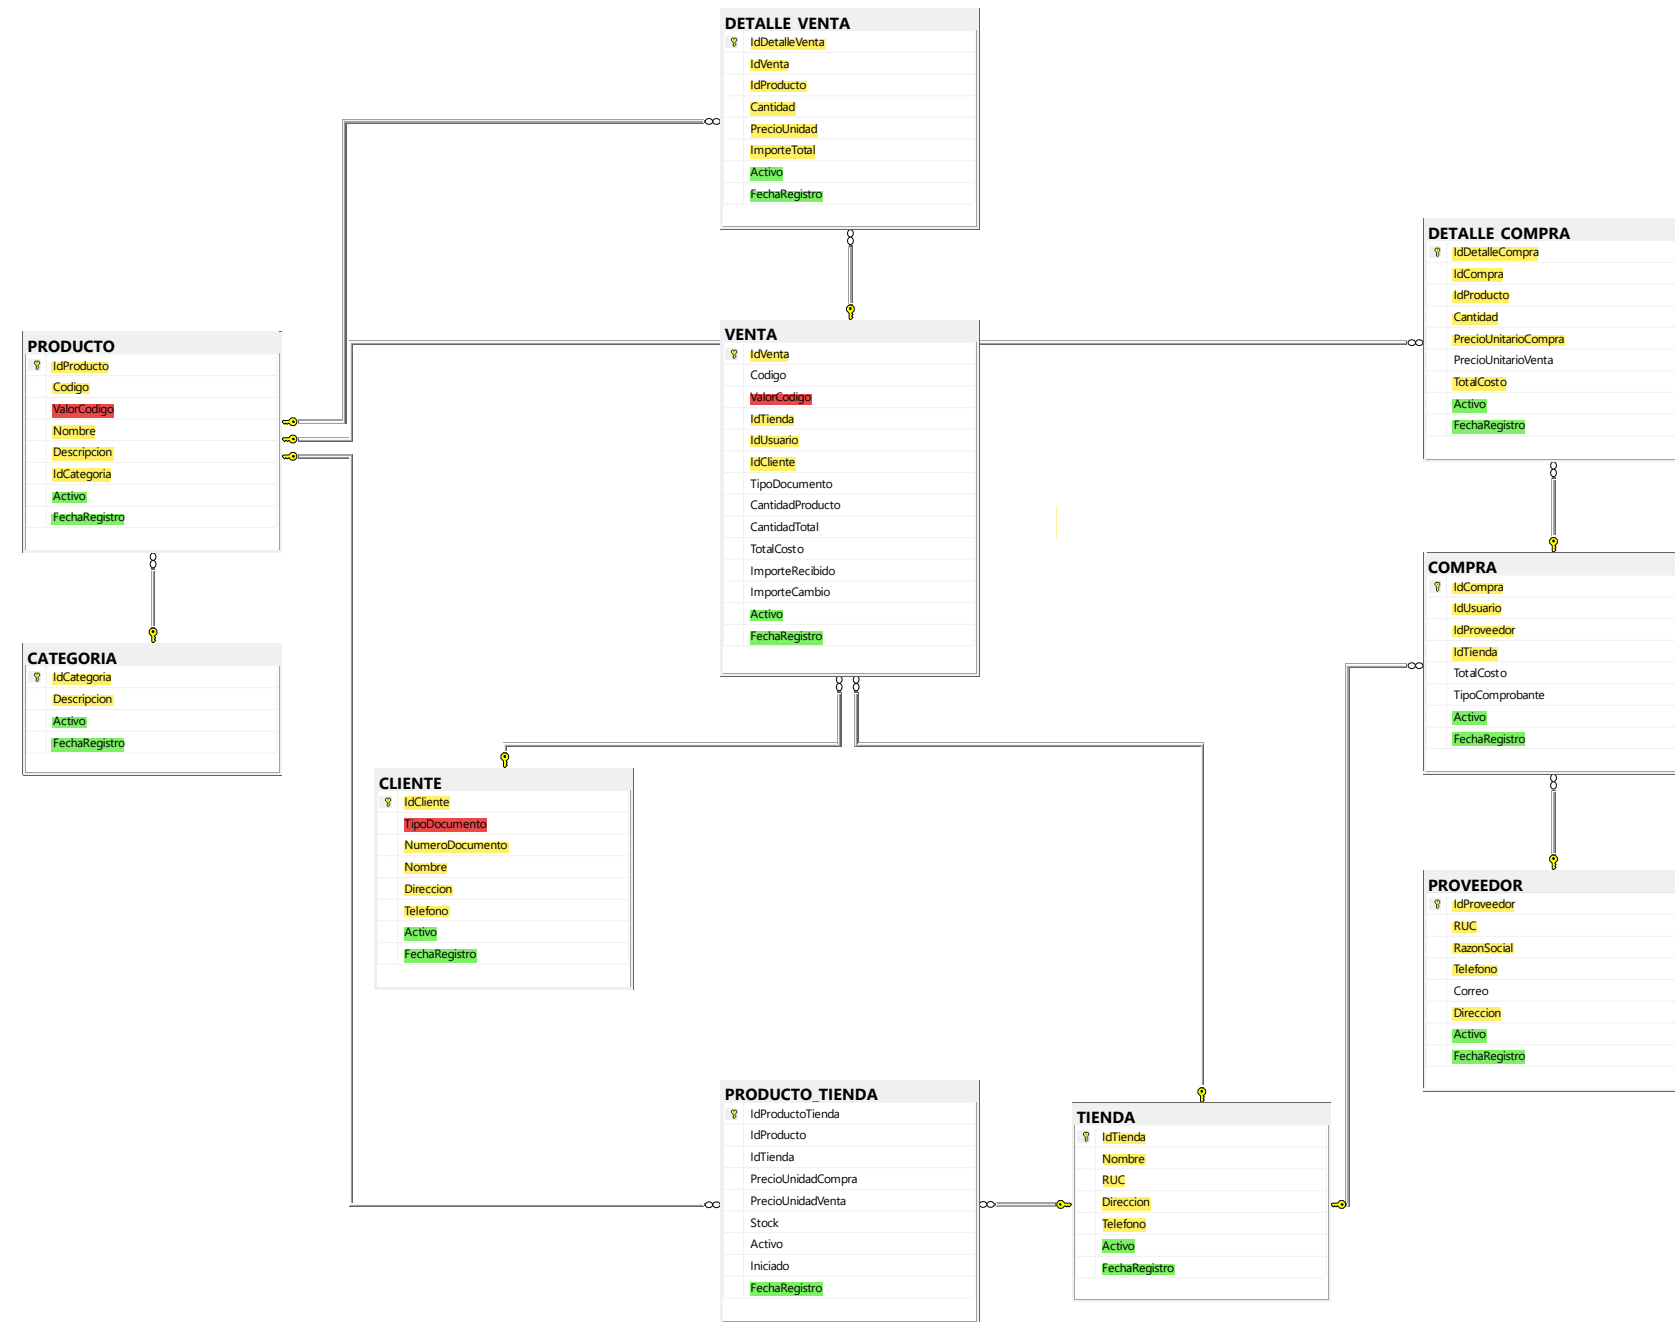 DETALLE_VENTA
IdDetalleVenta
IdVenta
IdProducto
Cantidad
PrecioUnidad
ImporteTotal
Activo
FechaRegistro
DETALLE_COMPRA
IdDetalleCompra
IdCompra
IdProducto
Cantidad
PrecioUnitarioCompra
PrecioUnitarioVenta
TotalCosto
Activo
FechaRegistro
PRODUCTO
IdProducto
Codigo
ValorCodigo
Nombre
Descripcion
IdCategoria
Activo
FechaRegistro
VENTA
IdVenta
Codigo
ValorCodigo
IdTienda
IdUsuario
IdCliente
TipoDocumento
CantidadProducto
CantidadTotal
TotalCosto
ImporteRecibido
ImporteCambio
Activo
FechaRegistro
COMPRA
IdCompra
IdUsuario
IdProveedor
IdTienda
TotalCosto
TipoComprobante
Activo
FechaRegistro
CATEGORIA
IdCategoria
Descripcion
Activo
FechaRegistro
CLIENTE
IdCliente
TipoDocumento
NumeroDocumento
Nombre
Direccion
Telefono
Activo
FechaRegistro
PROVEEDOR
IdProveedor
RUC
RazonSocial
Telefono
Correo
Direccion
Activo
FechaRegistro
PRODUCTO_TIENDA
IdProductoTienda
IdProducto
IdTienda
PrecioUnidadCompra
PrecioUnidadVenta
Stock
Activo
Iniciado
FechaRegistro
TIENDA
IdTienda
Nombre
RUC
Direccion
Telefono
Activo
FechaRegistro